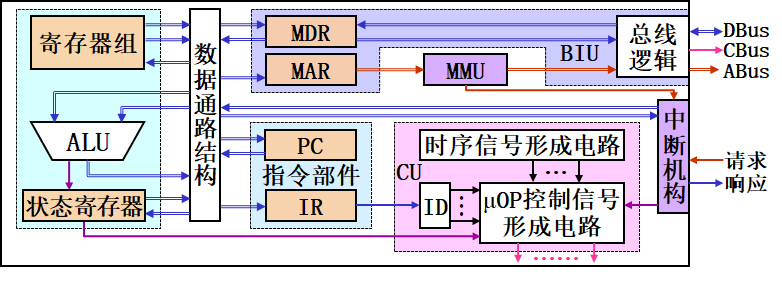 寄存器组
ALU
状态寄存器
数据通路结构
MDR
MAR
MMU
BIU
总线
逻辑
DBus
CBus
ABus
PC
指令部件
IR
CU
时序信号形成电路
...
ID
⋮
μOP控制信号
形成电路
......
中断机构
请求
响应